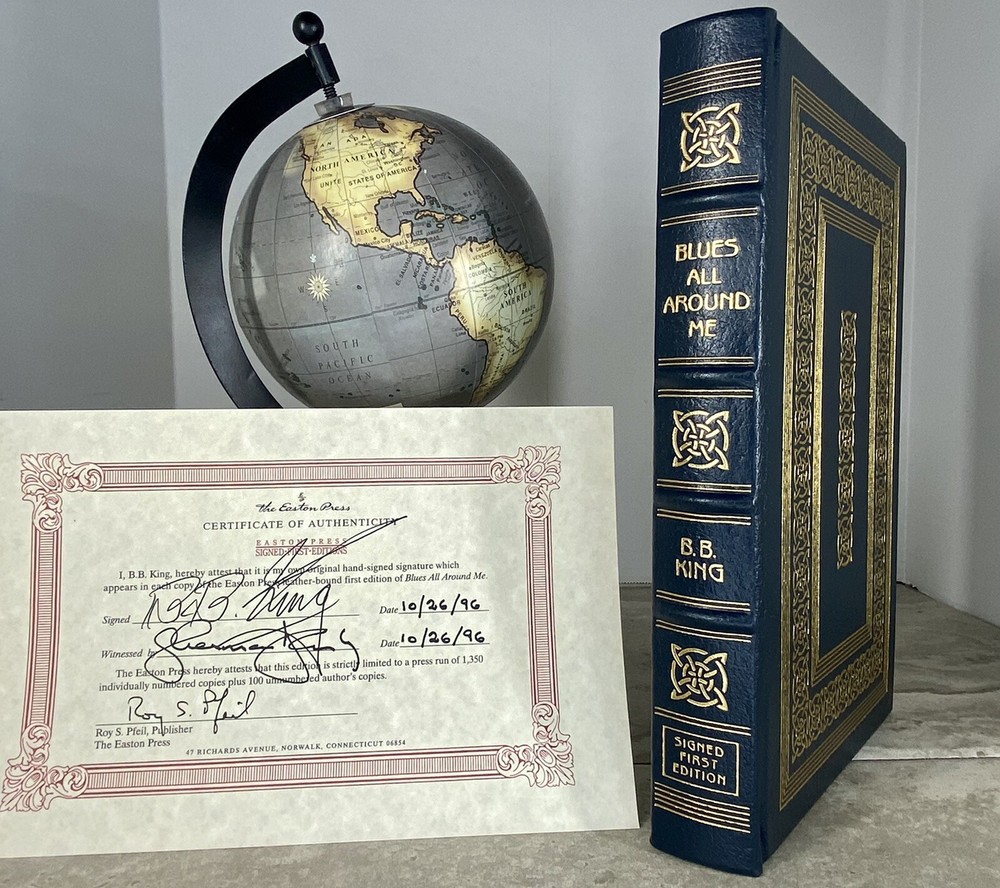 NORTH AMERICA
UNITE STATES OF AMERICA
MEXICO
SOUTH
AMERICA
SOUTH
PACIFIC
OCEAN
The Easton Press
CERTIFICATE OF AUTHENTICITY
EASTON PRESS
SIGNED FIRST EDITIONS
I, B.B. King, hereby attest that it is my own original hand-signed signature which
appears in each copy of the Easton Press leather-bound first edition of Blues All Around Me.
Signed B.B. King Date 10/26/96
Witnessed by Date 10/26/96
The Easton Press hereby attests that this edition is strictly limited to a press run of 1,350
individually numbered copies plus 100 unnumbered author's copies.
Roy S. Pfeil
Roy S. Pfeil, Publisher
The Easton Press
47 RICHARDS AVENUE, NORWALK, CONNECTICUT 06854
BLUES
ALL
AROUND
ME
B.B.
KING
SIGNED
FIRST
EDITION